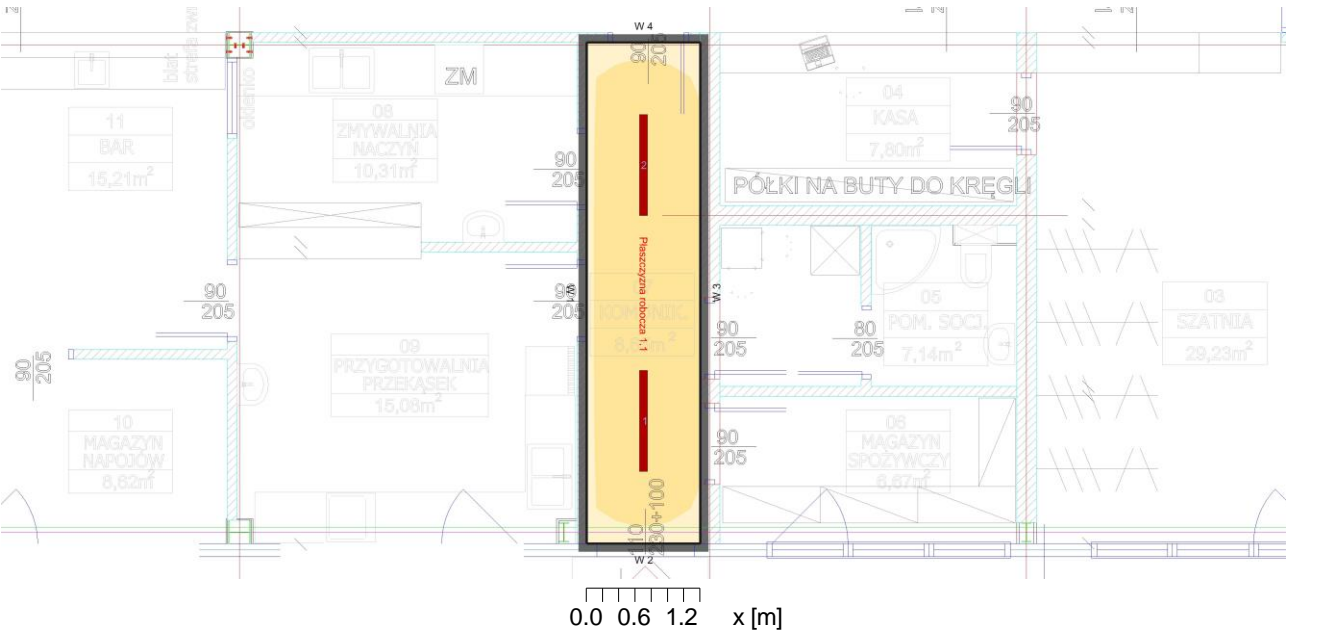 W 4
90
205
blat
okienko
ZM
11
BAR
15,21m²
08
ZMYWALNIA
NACZYŃ
10,31m²
90
205
2
04
KASA
7,80m²
90
205
PÓŁKI NA BUTY DO KRĘGLI
Płaszczyzna robocza 1.1
90
205
90
205
KOMUNIK.
W 3
90
205
80
205
05
POM. SOCJ.
7,14m²
03
SZATNIA
29,23m²
90
205
09
PRZYGOTOWALNIA
PRZEKĄSEK
15,08m²
10
MAGAZYN
NAPOJÓW
8,62m²
1
90
205
06
MAGAZYN
SPOŻYWCZY
6,67m²
110
230+100
W 2
0.0 0.6 1.2 x [m]